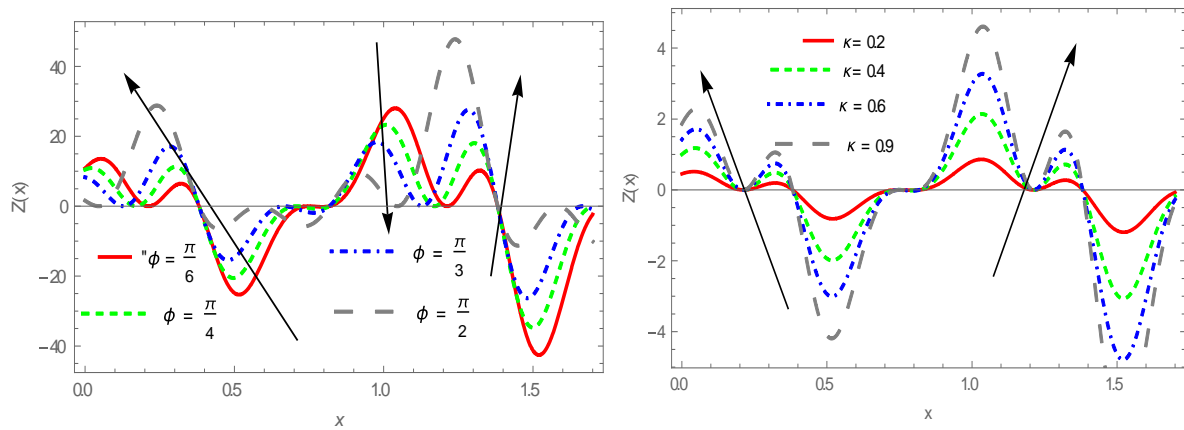 40
20
0
−20
−40
Z(x)
"ϕ = π/6
ϕ = π/3
ϕ = π/4
ϕ = π/2
0.0 0.5 1.0 1.5
x
4
2
0
−2
−4
Z(x)
κ= 0.2
κ= 0.4
κ= 0.6
κ= 0.9
0.0 0.5 1.0 1.5
x